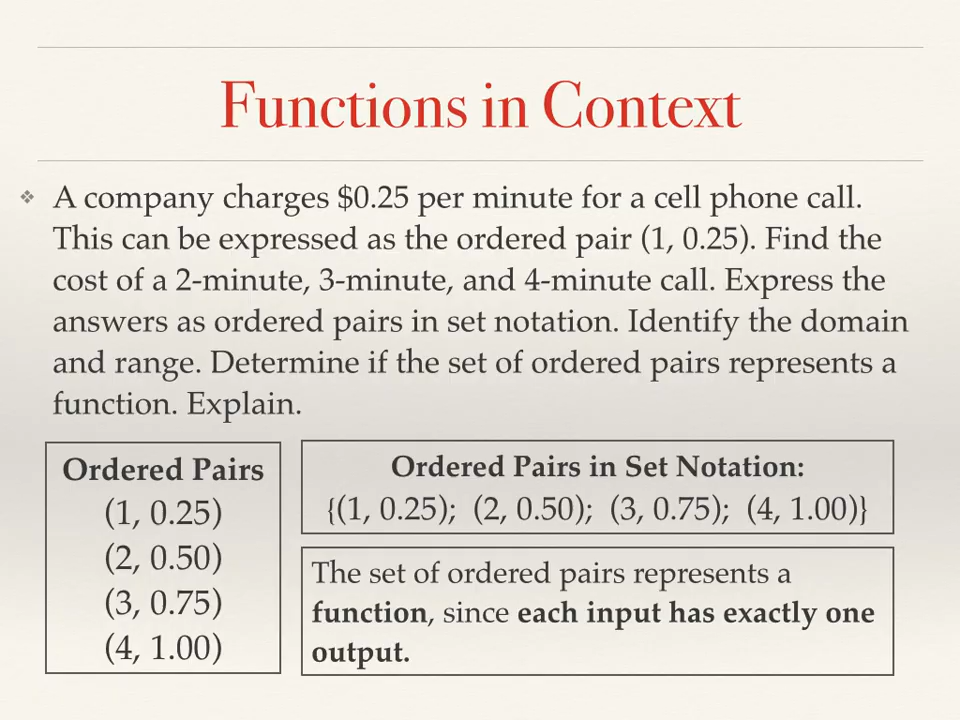 Functions in Context
❖ A company charges $0.25 per minute for a cell phone call.
This can be expressed as the ordered pair (1, 0.25). Find the
cost of a 2-minute, 3-minute, and 4-minute call. Express the
answers as ordered pairs in set notation. Identify the domain
and range. Determine if the set of ordered pairs represents a
function. Explain.
Ordered Pairs
(1, 0.25)
(2, 0.50)
(3, 0.75)
(4, 1.00)
Ordered Pairs in Set Notation:
{(1, 0.25); (2, 0.50); (3, 0.75); (4, 1.00)}
The set of ordered pairs represents a
function, since each input has exactly one
output.